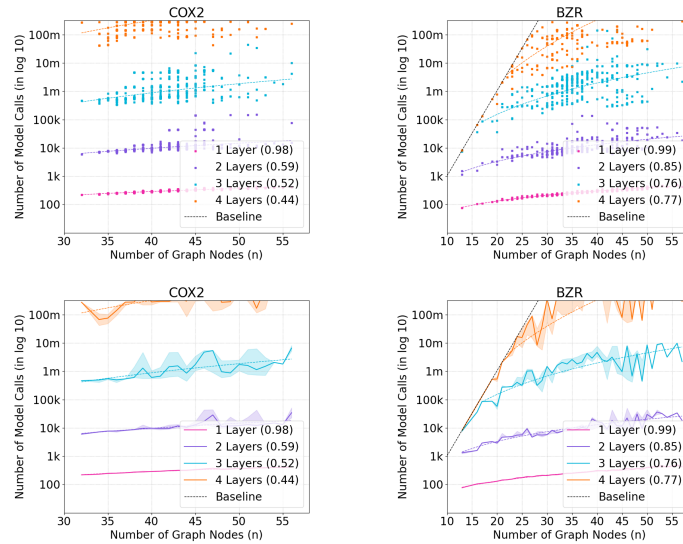 COX2
Number of Model Calls (in log 10)
100m
10m
1m
100k
10k
1k
100
1 Layer (0.98)
2 Layers (0.59)
3 Layers (0.52)
4 Layers (0.44)
Baseline
30 35 40 45 50 55
Number of Graph Nodes (n)
BZR
Number of Model Calls (in log 10)
100m
10m
1m
100k
10k
1k
100
1 Layers (0.99)
2 Layers (0.85)
3 Layers (0.76)
4 Layers (0.77)
Baseline
10 15 20 25 30 35 40 45 50 55
Number of Graph Nodes (n)
COX2
Number of Model Calls (in log 10)
100m
10m
1m
100k
10k
1k
100
1 Layer (0.98)
2 Layers (0.59)
3 Layers (0.52)
4 Layers (0.44)
Baseline
30 35 40 45 50 55
Number of Graph Nodes (n)
BZR
Number of Model Calls (in log 10)
100m
10m
1m
100k
10k
1k
100
1 Layer (0.99)
2 Layers (0.85)
3 Layers (0.76)
4 Layers (0.77)
Baseline
10 15 20 25 30 35 40 45 50 55
Number of Graph Nodes (n)